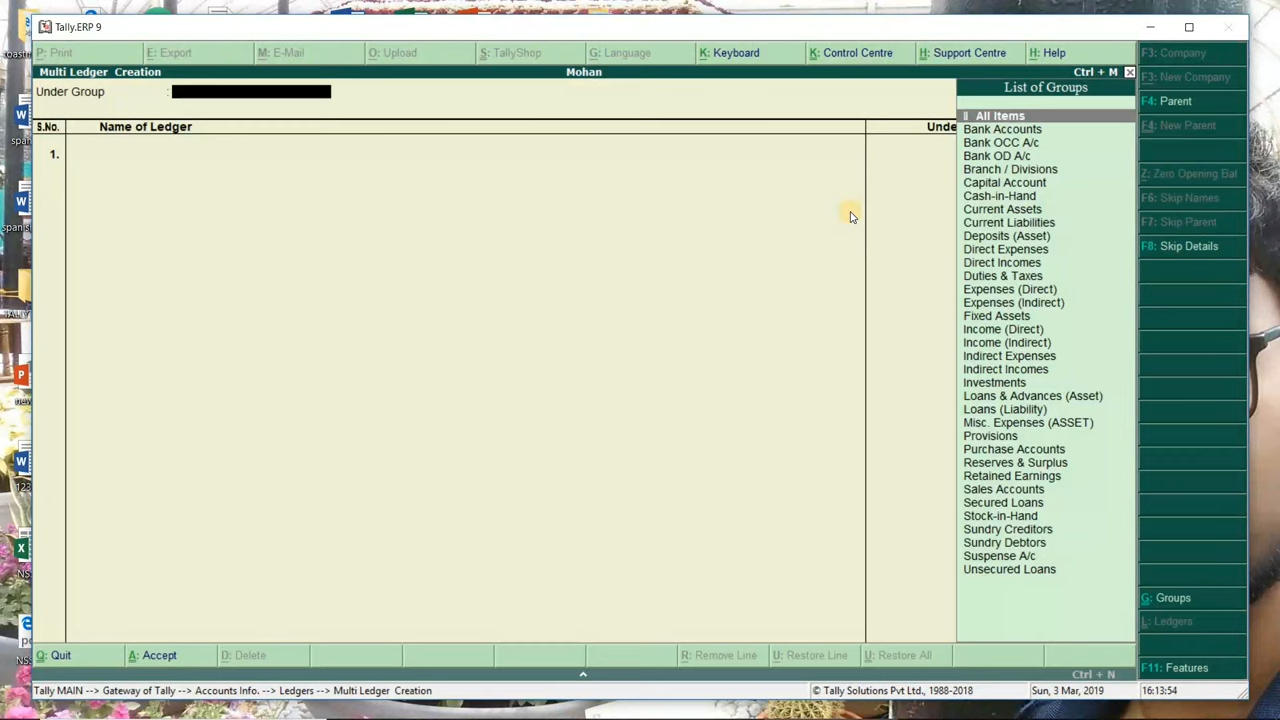 Tally.ERP 9
P: Print E: Export M: E-Mail O: Upload S: TallyShop G: Language K: Keyboard K: Control Centre H: Support Centre H: Help
Multi Ledger Creation Mohan Ctrl + M
Under Group :
List of Groups
S.No. Name of Ledger Unde
1.
All Items
Bank Accounts
Bank OCC A/c
Bank OD A/c
Branch / Divisions
Capital Account
Cash-in-Hand
Current Assets
Current Liabilities
Deposits (Asset)
Direct Expenses
Direct Incomes
Duties & Taxes
Expenses (Direct)
Expenses (Indirect)
Fixed Assets
Income (Direct)
Income (Indirect)
Indirect Expenses
Indirect Incomes
Investments
Loans & Advances (Asset)
Loans (Liability)
Misc. Expenses (ASSET)
Provisions
Purchase Accounts
Reserves & Surplus
Retained Earnings
Sales Accounts
Secured Loans
Stock-in-Hand
Sundry Creditors
Sundry Debtors
Suspense A/c
Unsecured Loans
F3: Company
F3: New Company
F4: Parent
F4: New Parent
Z: Zero Opening Bal
F6: Skip Names
F7: Skip Parent
F8: Skip Details
G: Groups
L: Ledgers
F11: Features
Q: Quit A: Accept D: Delete R: Remove Line U: Restore Line U: Restore All
Ctrl + N
Tally MAIN --> Gateway of Tally --> Accounts Info. --> Ledgers --> Multi Ledger Creation © Tally Solutions Pvt Ltd., 1988-2018 Sun, 3 Mar, 2019 16:13:54